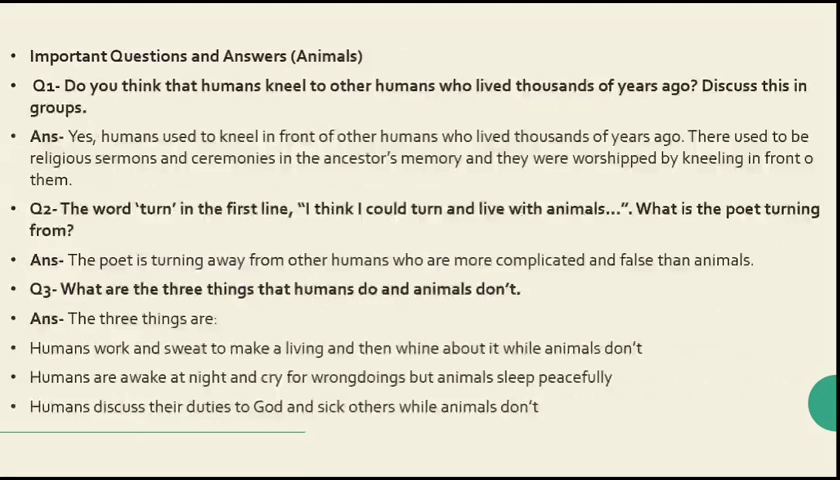 Important Questions and Answers (Animals)
Q1- Do you think that humans kneel to other humans who lived thousands of years ago? Discuss this in
groups.
Ans- Yes, humans used to kneel in front of other humans who lived thousands of years ago. There used to be
religious sermons and ceremonies in the ancestor's memory and they were worshipped by kneeling in front o
them.
Q2- The word 'turn' in the first line, "I think I could turn and live with animals...". What is the poet turning
from?
Ans- The poet is turning away from other humans who are more complicated and false than animals.
Q3- What are the three things that humans do and animals don't.
Ans- The three things are:
Humans work and sweat to make a living and then whine about it while animals don't
Humans are awake at night and cry for wrongdoings but animals sleep peacefully
Humans discuss their duties to God and sick others while animals don't